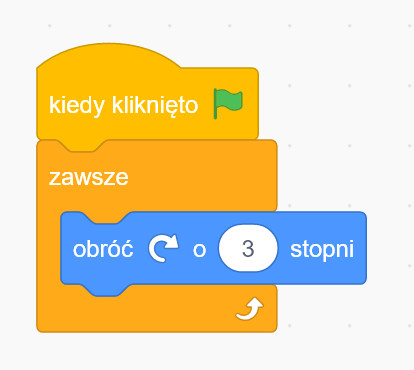 kiedy kliknięto
zawsze
obróć o 3 stopni